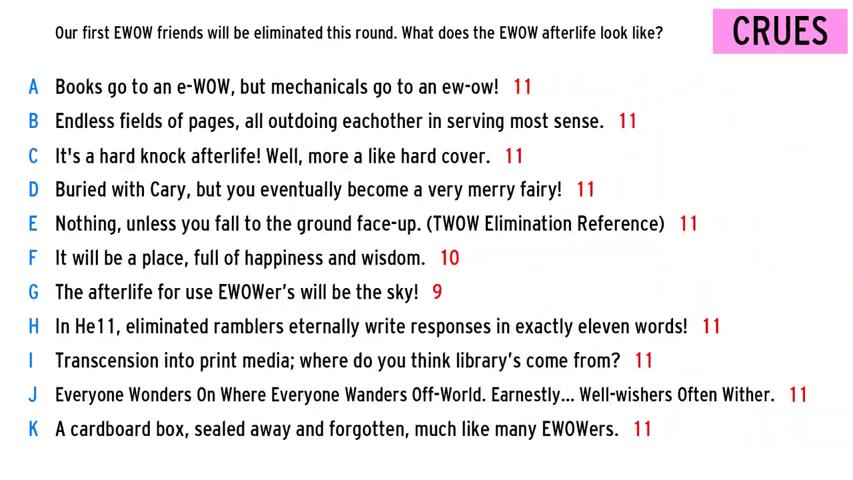 Our first EWOW friends will be eliminated this round. What does the EWOW afterlife look like?
CRUES
A Books go to an e-WOW, but mechanicals go to an ew-ow! 11
B Endless fields of pages, all outdoing eachother in serving most sense. 11
C It's a hard knock afterlife! Well, more a like hard cover. 11
D Buried with Cary, but you eventually become a very merry fairy! 11
E Nothing, unless you fall to the ground face-up. (TWOW Elimination Reference) 11
F It will be a place, full of happiness and wisdom. 10
G The afterlife for use EWOWer's will be the sky! 9
H In He11, eliminated ramblers eternally write responses in exactly eleven words! 11
I Transcension into print media; where do you think library's come from? 11
J Everyone Wonders On Where Everyone Wanders Off-World. Earnestly... Well-wishers Often Wither. 11
K A cardboard box, sealed away and forgotten, much like many EWOWers. 11